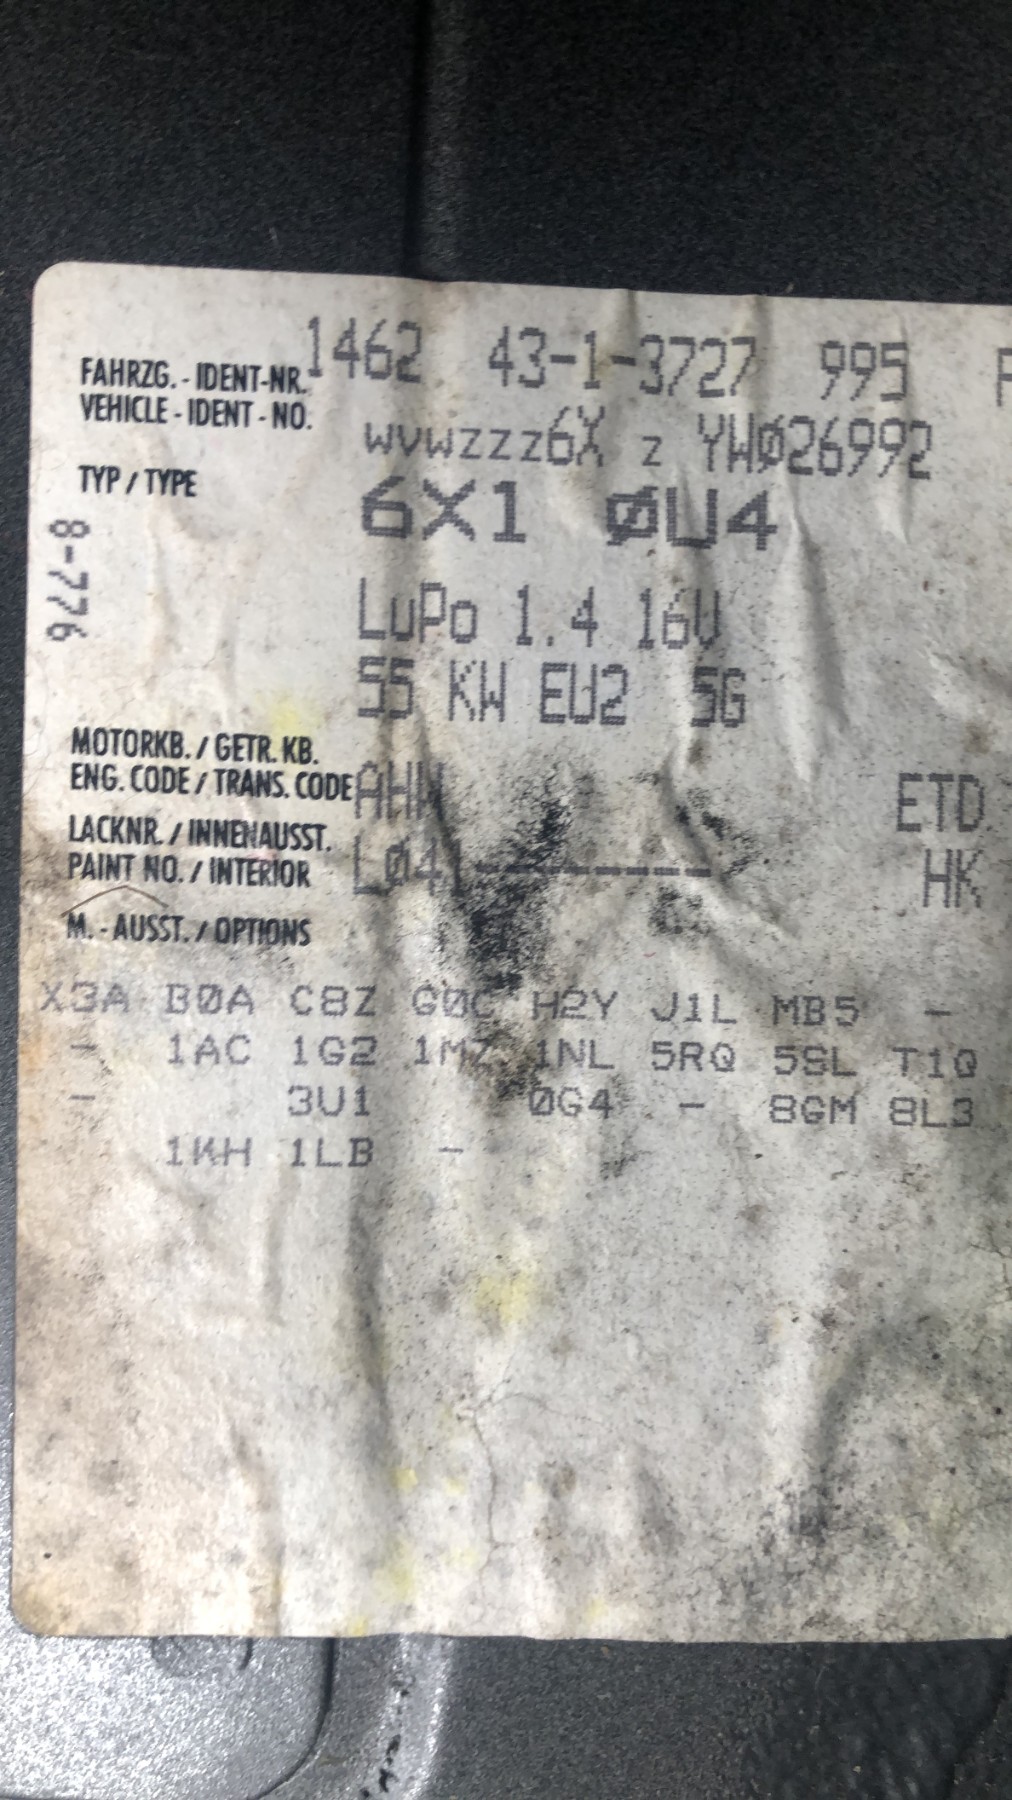 1462 43-1-3727 995
FAHRZG. - IDENT-NR.
VEHICLE - IDENT - NO.
WVWZZZ6X Z YW026992
TYP / TYPE
6X1 0U4
8-776
LuPo 1.4 16V
55 KW EU2 5G
MOTORKB. / GETR. KB.
ENG. CODE / TRANS. CODE AHW ETD
LACKNR. / INNENAUSST.
PAINT NO. / INTERIOR L041 ---------- HK
M. - AUSST. / OPTIONS
X3A B0A C8Z G0C H2Y J1L MB5 -
- 1AC 1G2 1MZ 1NL 5RQ 5SL T1Q
- 3U1 0G4 - 8GM 8L3
1KH 1LB -